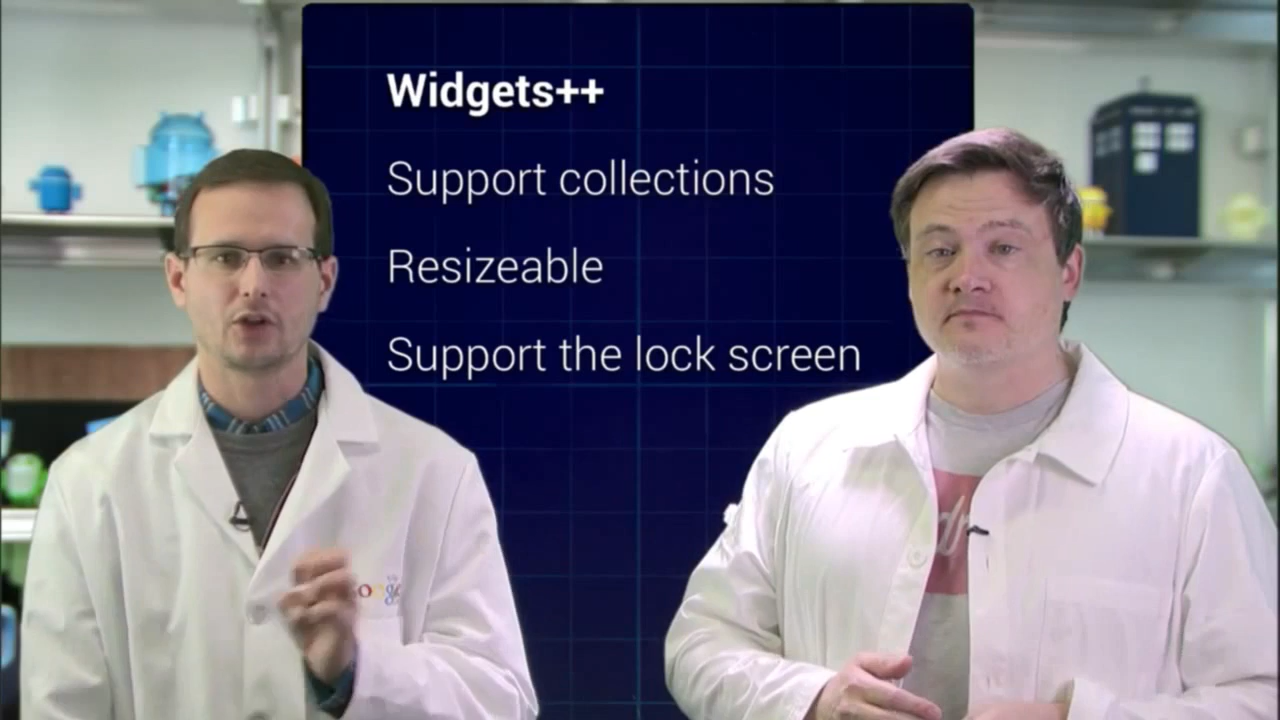 Widgets++
Support collections
Resizeable
Support the lock screen